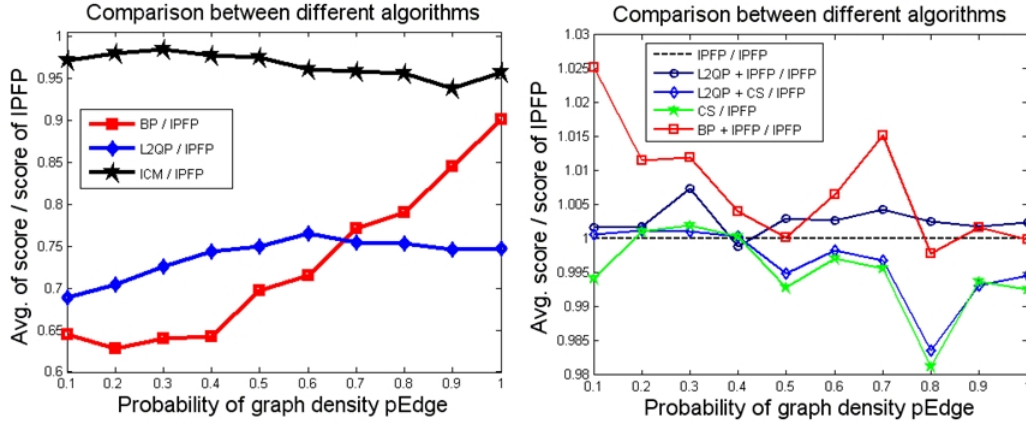 Comparison between different algorithms
Avg. of score / score of IPFP
1
0.95
0.9
0.85
0.8
0.75
0.7
0.65
0.6
BP / IPFP
L2QP / IPFP
ICM / IPFP
0.1 0.2 0.3 0.4 0.5 0.6 0.7 0.8 0.9 1
Probability of graph density pEdge
Comparison between different algorithms
Avg. score / score of IPFP
1.03
1.025
1.02
1.015
1.01
1.005
1
0.995
0.99
0.985
0.98
IPFP / IPFP
L2QP + IPFP / IPFP
L2QP + CS / IPFP
CS / IPFP
BP + IPFP / IPFP
0.1 0.2 0.3 0.4 0.5 0.6 0.7 0.8 0.9 1
Probability of graph density pEdge